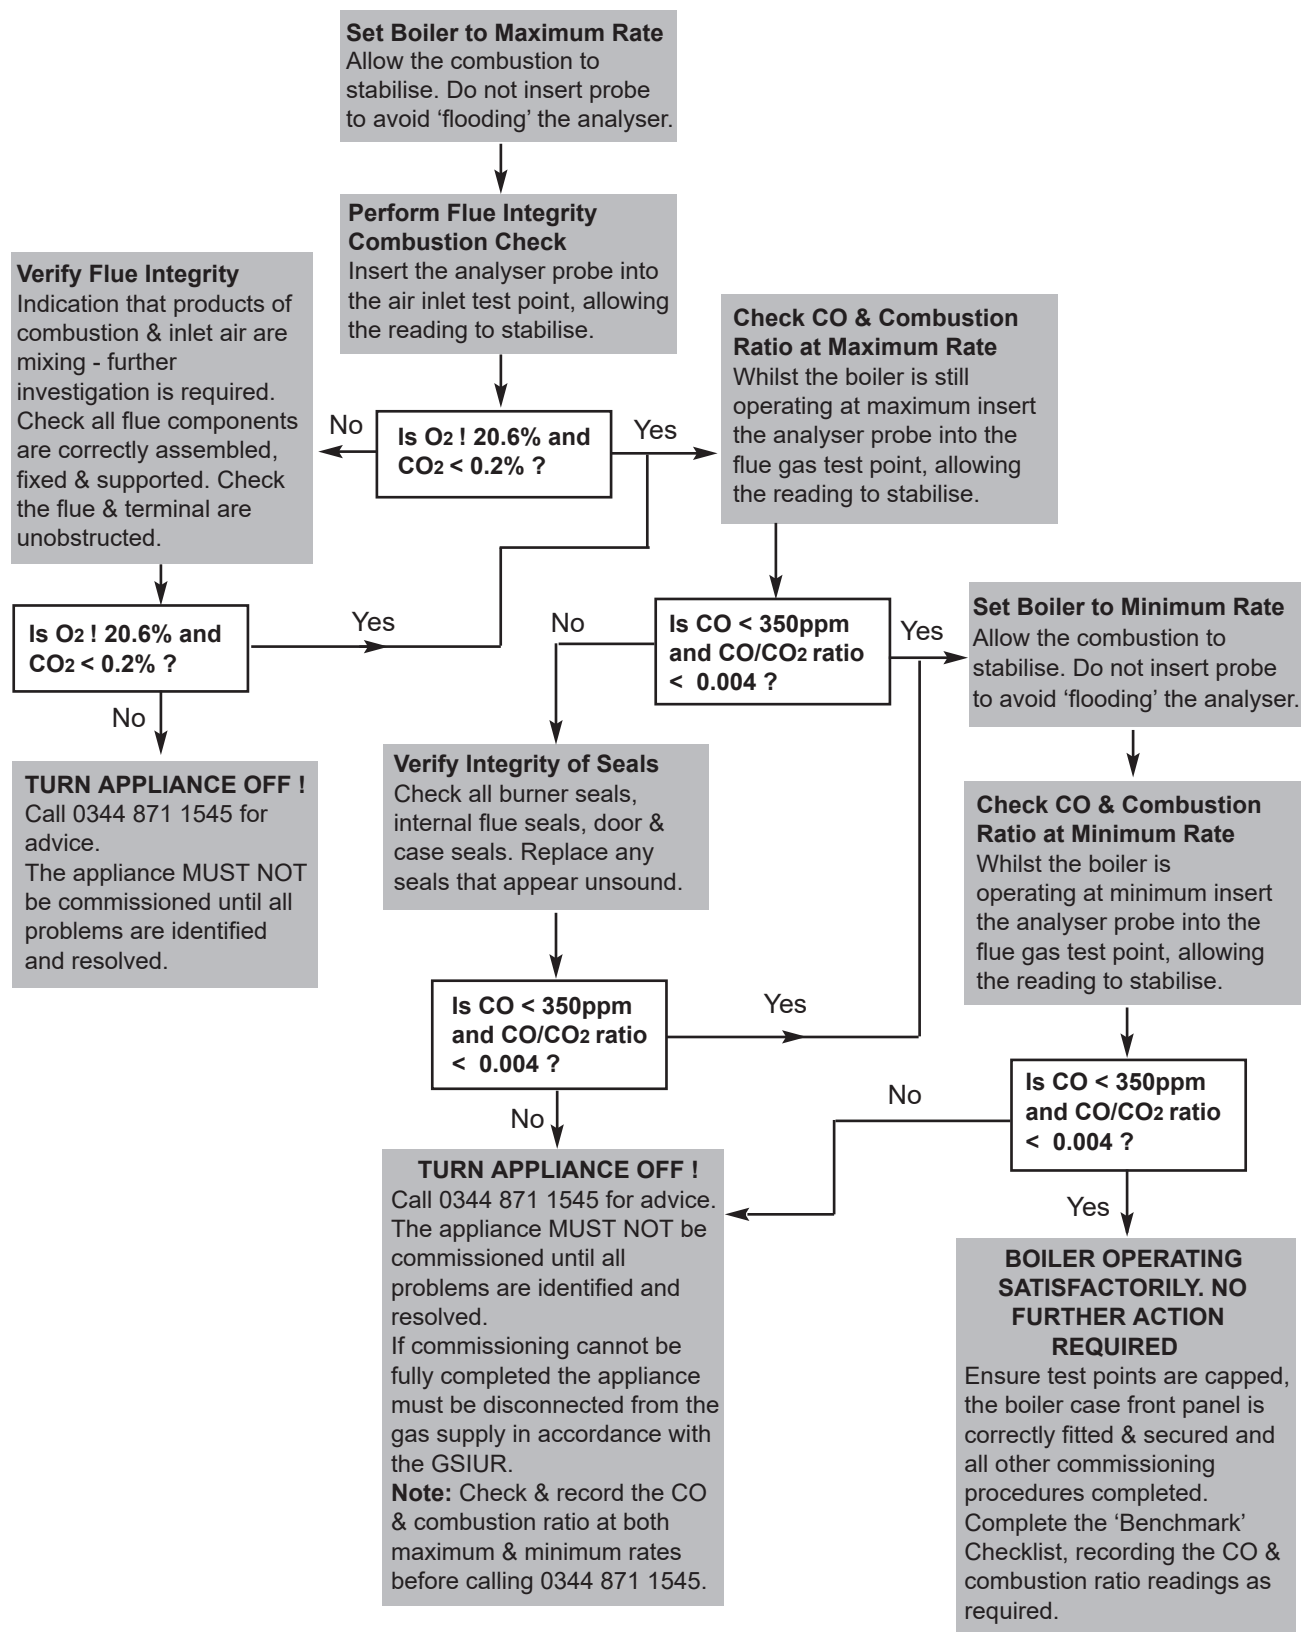 Set Boiler to Maximum Rate
Allow the combustion to
stabilise. Do not insert probe
to avoid ‘flooding’ the analyser.
Perform Flue Integrity
Combustion Check
Insert the analyser probe into
the air inlet test point, allowing
the reading to stabilise.
Verify Flue Integrity
Indication that products of
combustion & inlet air are
mixing - further
investigation is required.
Check all flue components
are correctly assembled,
fixed & supported. Check
the flue & terminal are
unobstructed.
No
Is O2 ! 20.6% and
CO2 < 0.2% ?
Yes
Check CO & Combustion
Ratio at Maximum Rate
Whilst the boiler is still
operating at maximum insert
the analyser probe into the
flue gas test point, allowing
the reading to stabilise.
Is O2 ! 20.6% and
CO2 < 0.2% ?
Yes
No
TURN APPLIANCE OFF !
Call 0344 871 1545 for
advice.
The appliance MUST NOT
be commissioned until all
problems are identified
and resolved.
No
Is CO < 350ppm
and CO/CO2 ratio
< 0.004 ?
Yes
Set Boiler to Minimum Rate
Allow the combustion to
stabilise. Do not insert probe
to avoid ‘flooding’ the analyser.
Verify Integrity of Seals
Check all burner seals,
internal flue seals, door &
case seals. Replace any
seals that appear unsound.
Check CO & Combustion
Ratio at Minimum Rate
Whilst the boiler is
operating at minimum insert
the analyser probe into the
flue gas test point, allowing
the reading to stabilise.
Is CO < 350ppm
and CO/CO2 ratio
< 0.004 ?
Yes
No
Is CO < 350ppm
and CO/CO2 ratio
< 0.004 ?
No
Yes
TURN APPLIANCE OFF !
Call 0344 871 1545 for advice.
The appliance MUST NOT be
commissioned until all
problems are identified and
resolved.
If commissioning cannot be
fully completed the appliance
must be disconnected from the
gas supply in accordance with
the GSIUR.
Note: Check & record the CO
& combustion ratio at both
maximum & minimum rates
before calling 0344 871 1545.
BOILER OPERATING
SATISFACTORILY. NO
FURTHER ACTION
REQUIRED
Ensure test points are capped,
the boiler case front panel is
correctly fitted & secured and
all other commissioning
procedures completed.
Complete the ‘Benchmark’
Checklist, recording the CO &
combustion ratio readings as
required.